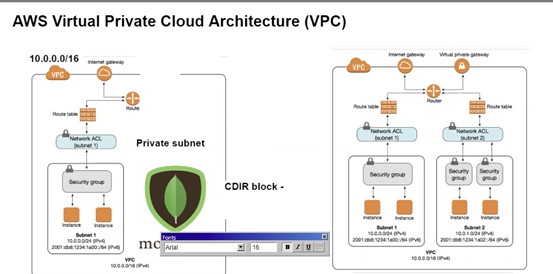 AWS Virtual Private Cloud Architecture (VPC)
10.0.0.0/16
VPC
Internet gateway
Route
Route table
Network ACL
(subnet 1)
Security group
Instance
Instance
Subnet 1
10.0.0.0/24 (IPv4)
2001:db8:1234:1a00::/64 (IPv6)
VPC
10.0.0.0/16 (IPv4)
Private subnet
CDIR block -
mo
Fonts
Arial
16
B
I
U
VPC
Internet gateway
Virtual private gateway
Router
Route table
Route table
Network ACL
(subnet 1)
Network ACL
(subnet 2)
Security group
Security
group
Security
group
Instance
Instance
Instance
Instance
Subnet 1
10.0.0.0/24 (IPv4)
2001:db8:1234:1a00::/64 (IPv6)
Subnet 2
10.0.1.0/24 (IPv4)
2001:db8:1234:1a02::/64 (IPv6)
VPC
10.0.0.0/16 (IPv4)